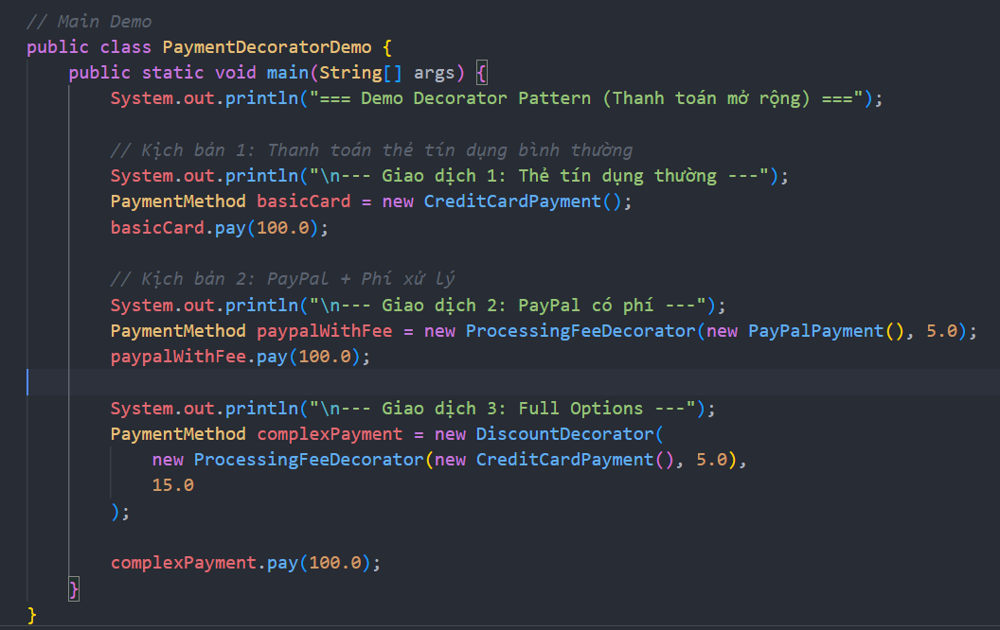 // Main Demo
public class PaymentDecoratorDemo {
    public static void main(String[] args) {
        System.out.println("=== Demo Decorator Pattern (Thanh toán mở rộng) ===");

        // Kịch bản 1: Thanh toán thẻ tín dụng bình thường
        System.out.println("\n--- Giao dịch 1: Thẻ tín dụng thường ---");
        PaymentMethod basicCard = new CreditCardPayment();
        basicCard.pay(100.0);

        // Kịch bản 2: PayPal + Phí xử lý
        System.out.println("\n--- Giao dịch 2: PayPal có phí ---");
        PaymentMethod paypalWithFee = new ProcessingFeeDecorator(new PayPalPayment(), 5.0);
        paypalWithFee.pay(100.0);

        System.out.println("\n--- Giao dịch 3: Full Options ---");
        PaymentMethod complexPayment = new DiscountDecorator(
            new ProcessingFeeDecorator(new CreditCardPayment(), 5.0),
            15.0
        );

        complexPayment.pay(100.0);
    }
}